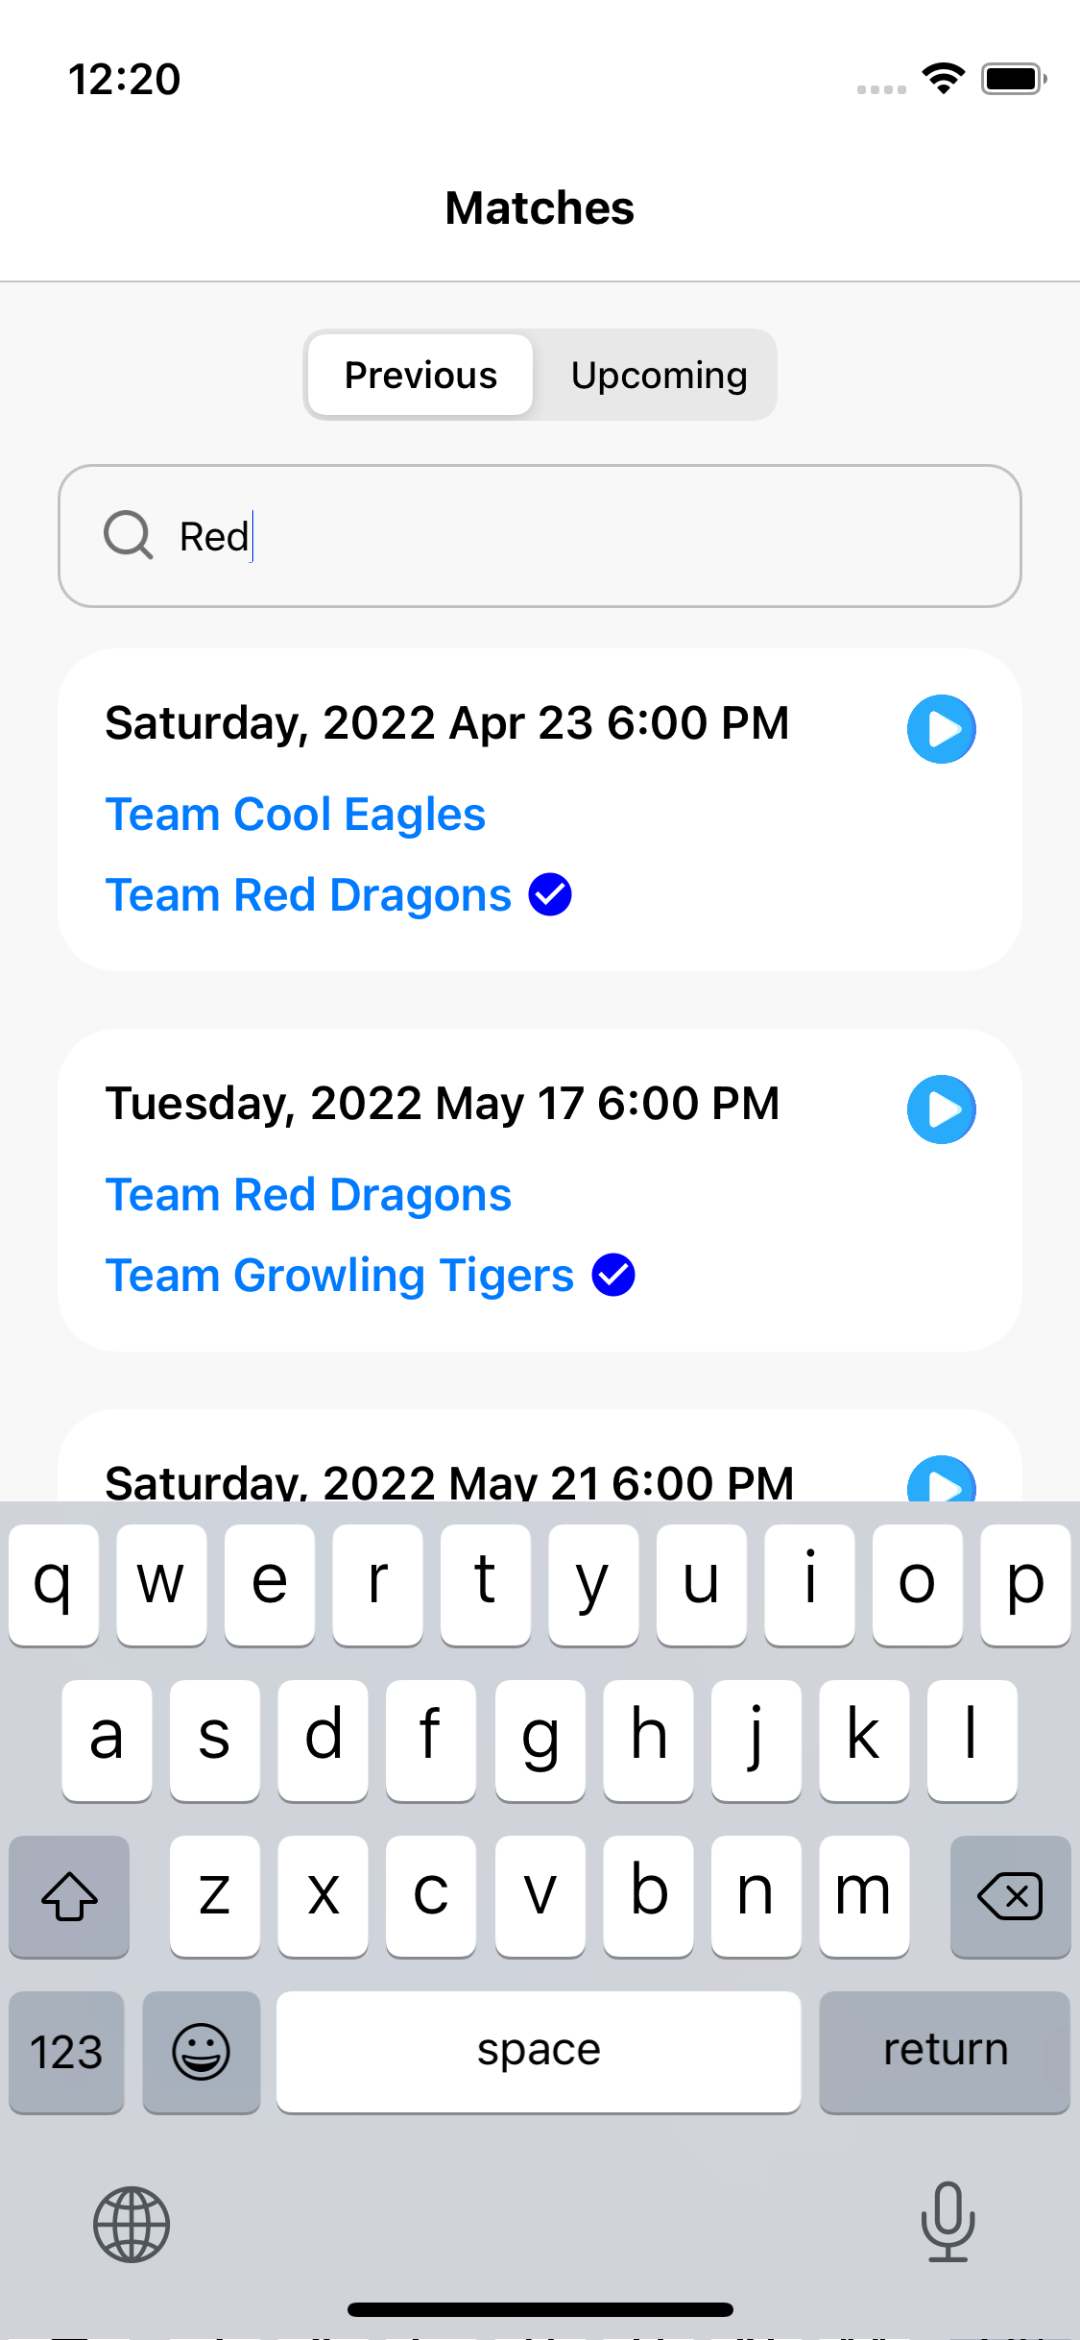 12:20
Matches
Previous Upcoming
Red
Saturday, 2022 Apr 23 6:00 PM
Team Cool Eagles
Team Red Dragons
Tuesday, 2022 May 17 6:00 PM
Team Red Dragons
Team Growling Tigers
Saturday, 2022 May 21 6:00 PM
q w e r t y u i o p
a s d f g h j k l
z x c v b n m
123 space return